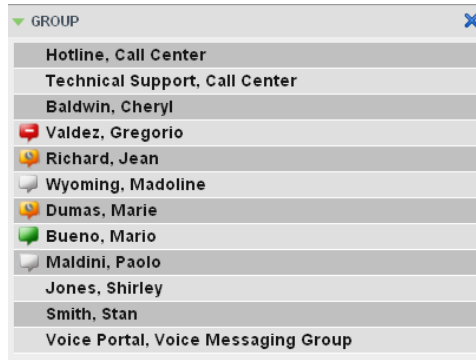 GROUP
Hotline, Call Center
Technical Support, Call Center
Baldwin, Cheryl
Valdez, Gregorio
Richard, Jean
Wyoming, Madoline
Dumas, Marie
Bueno, Mario
Maldini, Paolo
Jones, Shirley
Smith, Stan
Voice Portal, Voice Messaging Group